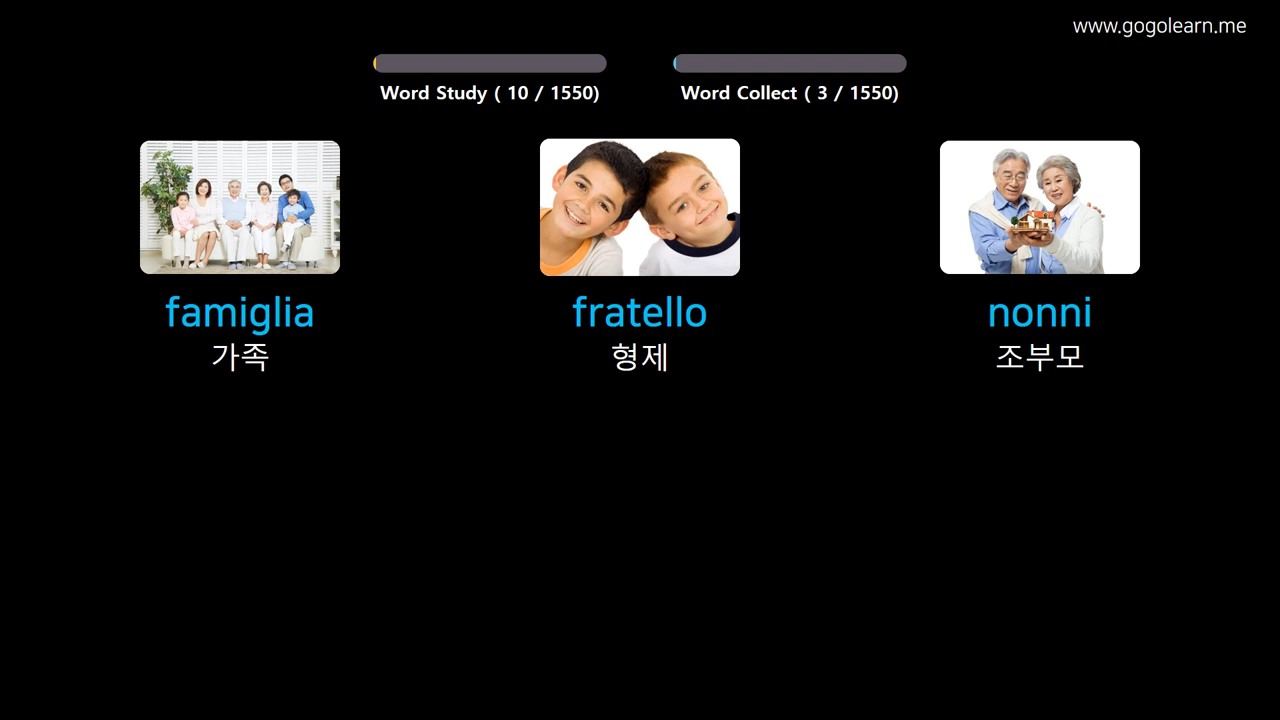 www.gogolearn.me
Word Study ( 10 / 1550)
Word Collect ( 3 / 1550)
famiglia
가족
fratello
형제
nonni
조부모